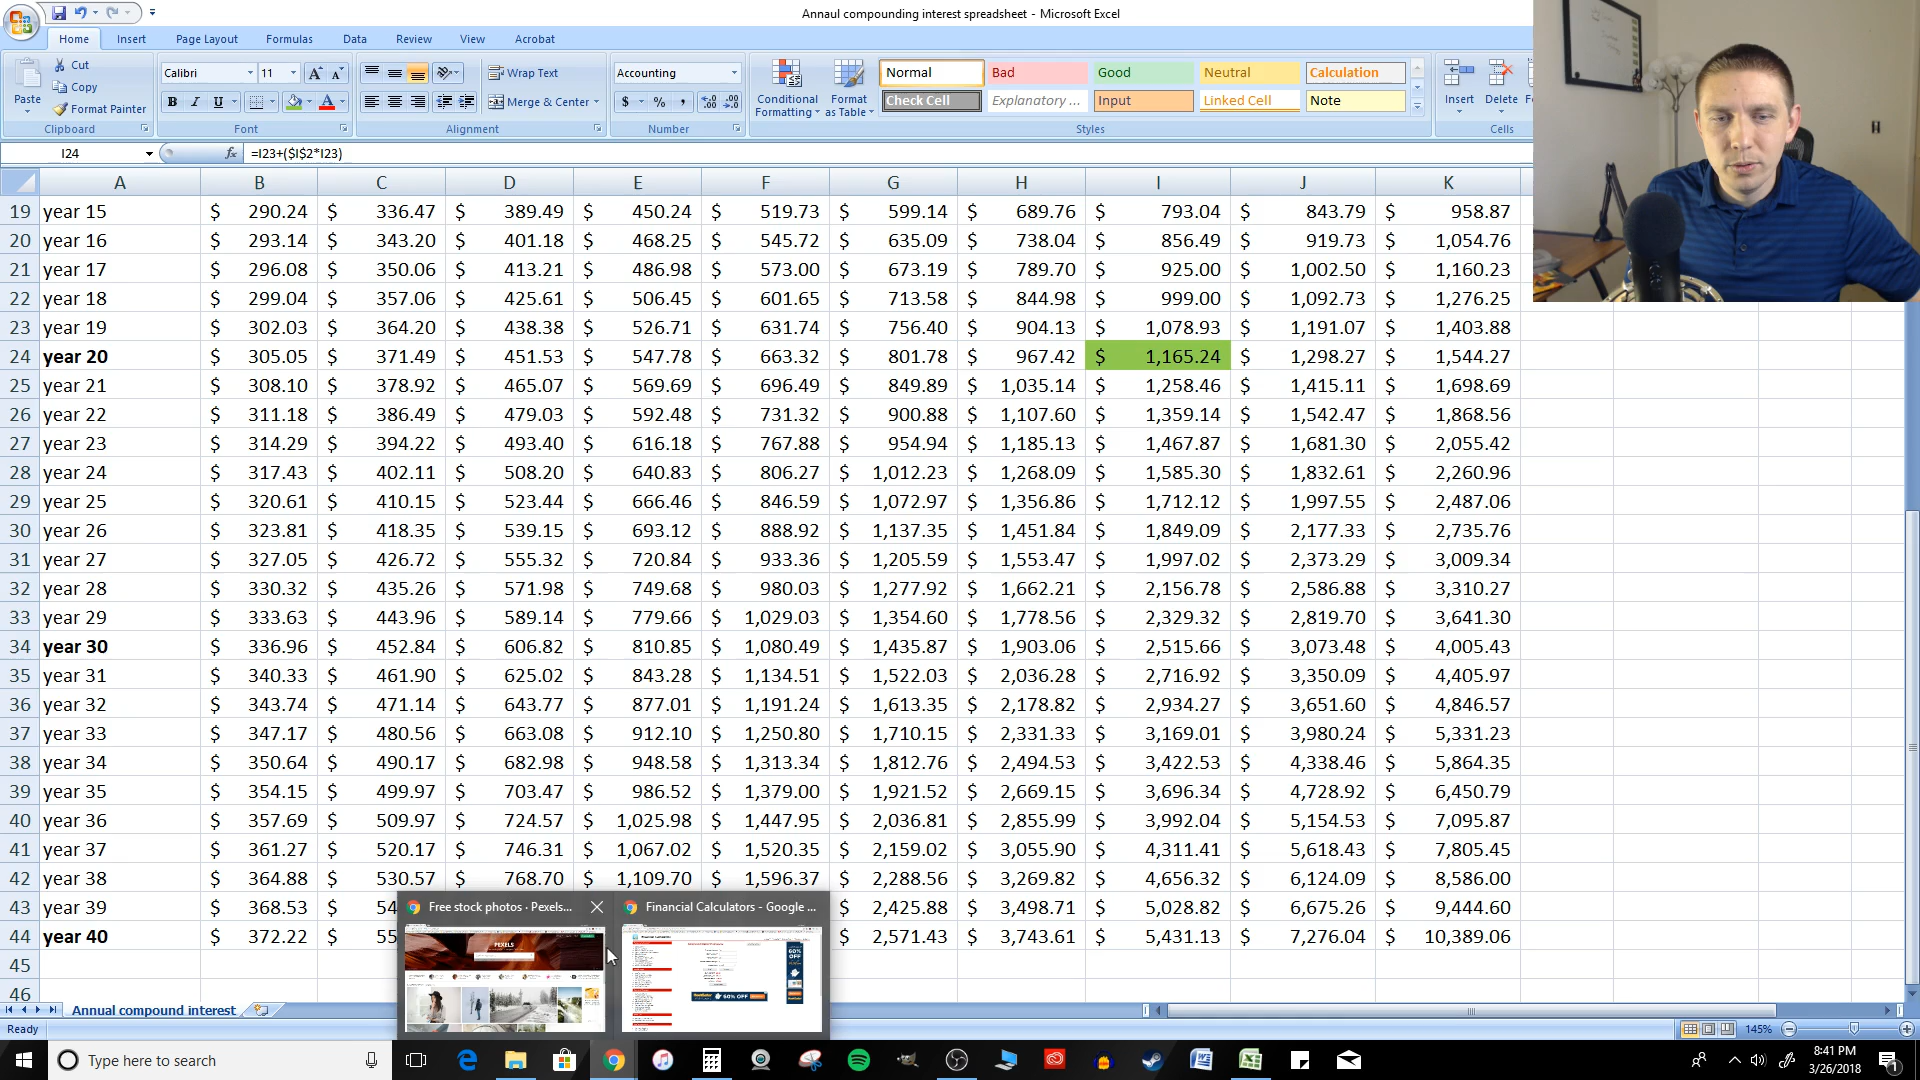 Annaul compounding interest spreadsheet - Microsoft Excel
Home Insert Page Layout Formulas Data Review View Acrobat
Paste Cut Copy Format Painter Clipboard
Calibri 11 A A B I U A Font
Wrap Text Merge & Center Alignment
Accounting $ % , .00 Number
Conditional Formatting Format as Table Normal Bad Good Neutral Calculation
Check Cell Explanatory ... Input Linked Cell Note Styles
Insert Delete Cells
I24 fx =I23+($I$2*I23)
A B C D E F G H I J K
19 year 15 $ 290.24 $ 336.47 $ 389.49 $ 450.24 $ 519.73 $ 599.14 $ 689.76 $ 793.04 $ 843.79 $ 958.87
20 year 16 $ 293.14 $ 343.20 $ 401.18 $ 468.25 $ 545.72 $ 635.09 $ 738.04 $ 856.49 $ 919.73 $ 1,054.76
21 year 17 $ 296.08 $ 350.06 $ 413.21 $ 486.98 $ 573.00 $ 673.19 $ 789.70 $ 925.00 $ 1,002.50 $ 1,160.23
22 year 18 $ 299.04 $ 357.06 $ 425.61 $ 506.45 $ 601.65 $ 713.58 $ 844.98 $ 999.00 $ 1,092.73 $ 1,276.25
23 year 19 $ 302.03 $ 364.20 $ 438.38 $ 526.71 $ 631.74 $ 756.40 $ 904.13 $ 1,078.93 $ 1,191.07 $ 1,403.88
24 year 20 $ 305.05 $ 371.49 $ 451.53 $ 547.78 $ 663.32 $ 801.78 $ 967.42 $ 1,165.24 $ 1,298.27 $ 1,544.27
25 year 21 $ 308.10 $ 378.92 $ 465.07 $ 569.69 $ 696.49 $ 849.89 $ 1,035.14 $ 1,258.46 $ 1,415.11 $ 1,698.69
26 year 22 $ 311.18 $ 386.49 $ 479.03 $ 592.48 $ 731.32 $ 900.88 $ 1,107.60 $ 1,359.14 $ 1,542.47 $ 1,868.56
27 year 23 $ 314.29 $ 394.22 $ 493.40 $ 616.18 $ 767.88 $ 954.94 $ 1,185.13 $ 1,467.87 $ 1,681.30 $ 2,055.42
28 year 24 $ 317.43 $ 402.11 $ 508.20 $ 640.83 $ 806.27 $ 1,012.23 $ 1,268.09 $ 1,585.30 $ 1,832.61 $ 2,260.96
29 year 25 $ 320.61 $ 410.15 $ 523.44 $ 666.46 $ 846.59 $ 1,072.97 $ 1,356.86 $ 1,712.12 $ 1,997.55 $ 2,487.06
30 year 26 $ 323.81 $ 418.35 $ 539.15 $ 693.12 $ 888.92 $ 1,137.35 $ 1,451.84 $ 1,849.09 $ 2,177.33 $ 2,735.76
31 year 27 $ 327.05 $ 426.72 $ 555.32 $ 720.84 $ 933.36 $ 1,205.59 $ 1,553.47 $ 1,997.02 $ 2,373.29 $ 3,009.34
32 year 28 $ 330.32 $ 435.26 $ 571.98 $ 749.68 $ 980.03 $ 1,277.92 $ 1,662.21 $ 2,156.78 $ 2,586.88 $ 3,310.27
33 year 29 $ 333.63 $ 443.96 $ 589.14 $ 779.66 $ 1,029.03 $ 1,354.60 $ 1,778.56 $ 2,329.32 $ 2,819.70 $ 3,641.30
34 year 30 $ 336.96 $ 452.84 $ 606.82 $ 810.85 $ 1,080.49 $ 1,435.87 $ 1,903.06 $ 2,515.66 $ 3,073.48 $ 4,005.43
35 year 31 $ 340.33 $ 461.90 $ 625.02 $ 843.28 $ 1,134.51 $ 1,522.03 $ 2,036.28 $ 2,716.92 $ 3,350.09 $ 4,405.97
36 year 32 $ 343.74 $ 471.14 $ 643.77 $ 877.01 $ 1,191.24 $ 1,613.35 $ 2,178.82 $ 2,934.27 $ 3,651.60 $ 4,846.57
37 year 33 $ 347.17 $ 480.56 $ 663.08 $ 912.10 $ 1,250.80 $ 1,710.15 $ 2,331.33 $ 3,169.01 $ 3,980.24 $ 5,331.23
38 year 34 $ 350.64 $ 490.17 $ 682.98 $ 948.58 $ 1,313.34 $ 1,812.76 $ 2,494.53 $ 3,422.53 $ 4,338.46 $ 5,864.35
39 year 35 $ 354.15 $ 499.97 $ 703.47 $ 986.52 $ 1,379.00 $ 1,921.52 $ 2,669.15 $ 3,696.34 $ 4,728.92 $ 6,450.79
40 year 36 $ 357.69 $ 509.97 $ 724.57 $ 1,025.98 $ 1,447.95 $ 2,036.81 $ 2,855.99 $ 3,992.04 $ 5,154.53 $ 7,095.87
41 year 37 $ 361.27 $ 520.17 $ 746.31 $ 1,067.02 $ 1,520.35 $ 2,159.02 $ 3,055.90 $ 4,311.41 $ 5,618.43 $ 7,805.45
42 year 38 $ 364.88 $ 530.57 $ 768.70 $ 1,109.70 $ 1,596.37 $ 2,288.56 $ 3,269.82 $ 4,656.32 $ 6,124.09 $ 8,586.00
43 year 39 $ 368.53 $ 54 Free stock photos · Pexels... Financial Calculators - Google ... $ 2,425.88 $ 3,498.71 $ 5,028.82 $ 6,675.26 $ 9,444.60
44 year 40 $ 372.22 $ 55 PEXELS $ 2,571.43 $ 3,743.61 $ 5,431.13 $ 7,276.04 $ 10,389.06
45
46 60% OFF
Annual compound interest
Ready 145%
Type here to search 8:41 PM
3/26/2018